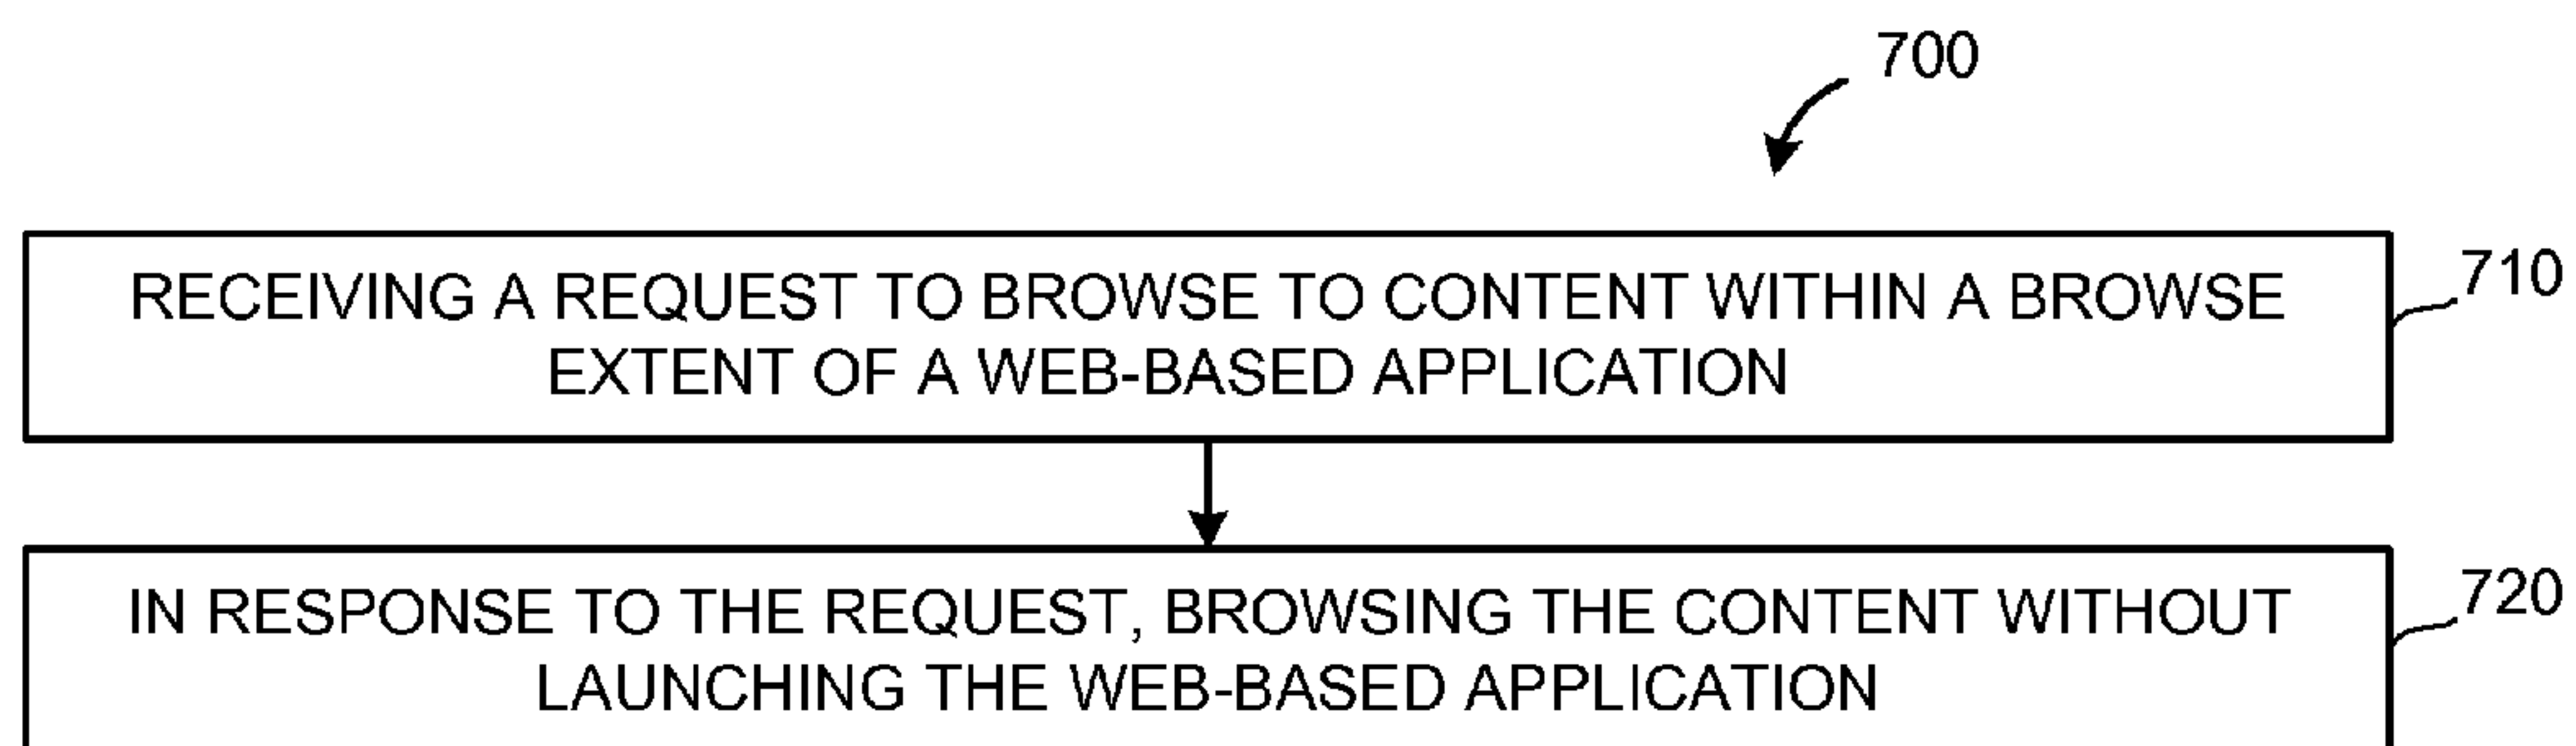 700
RECEIVING A REQUEST TO BROWSE TO CONTENT WITHIN A BROWSE
EXTENT OF A WEB-BASED APPLICATION
710
IN RESPONSE TO THE REQUEST, BROWSING THE CONTENT WITHOUT
LAUNCHING THE WEB-BASED APPLICATION
720